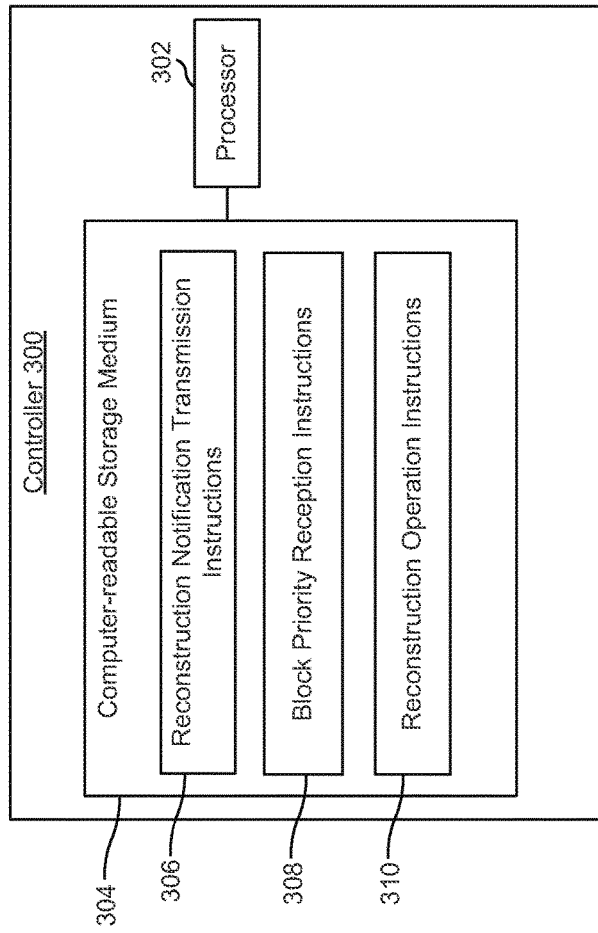 Controller 300
302
Processor
304
Computer-readable Storage Medium
306
Reconstruction Notification Transmission
Instructions
308
Block Priority Reception Instructions
310
Reconstruction Operation Instructions